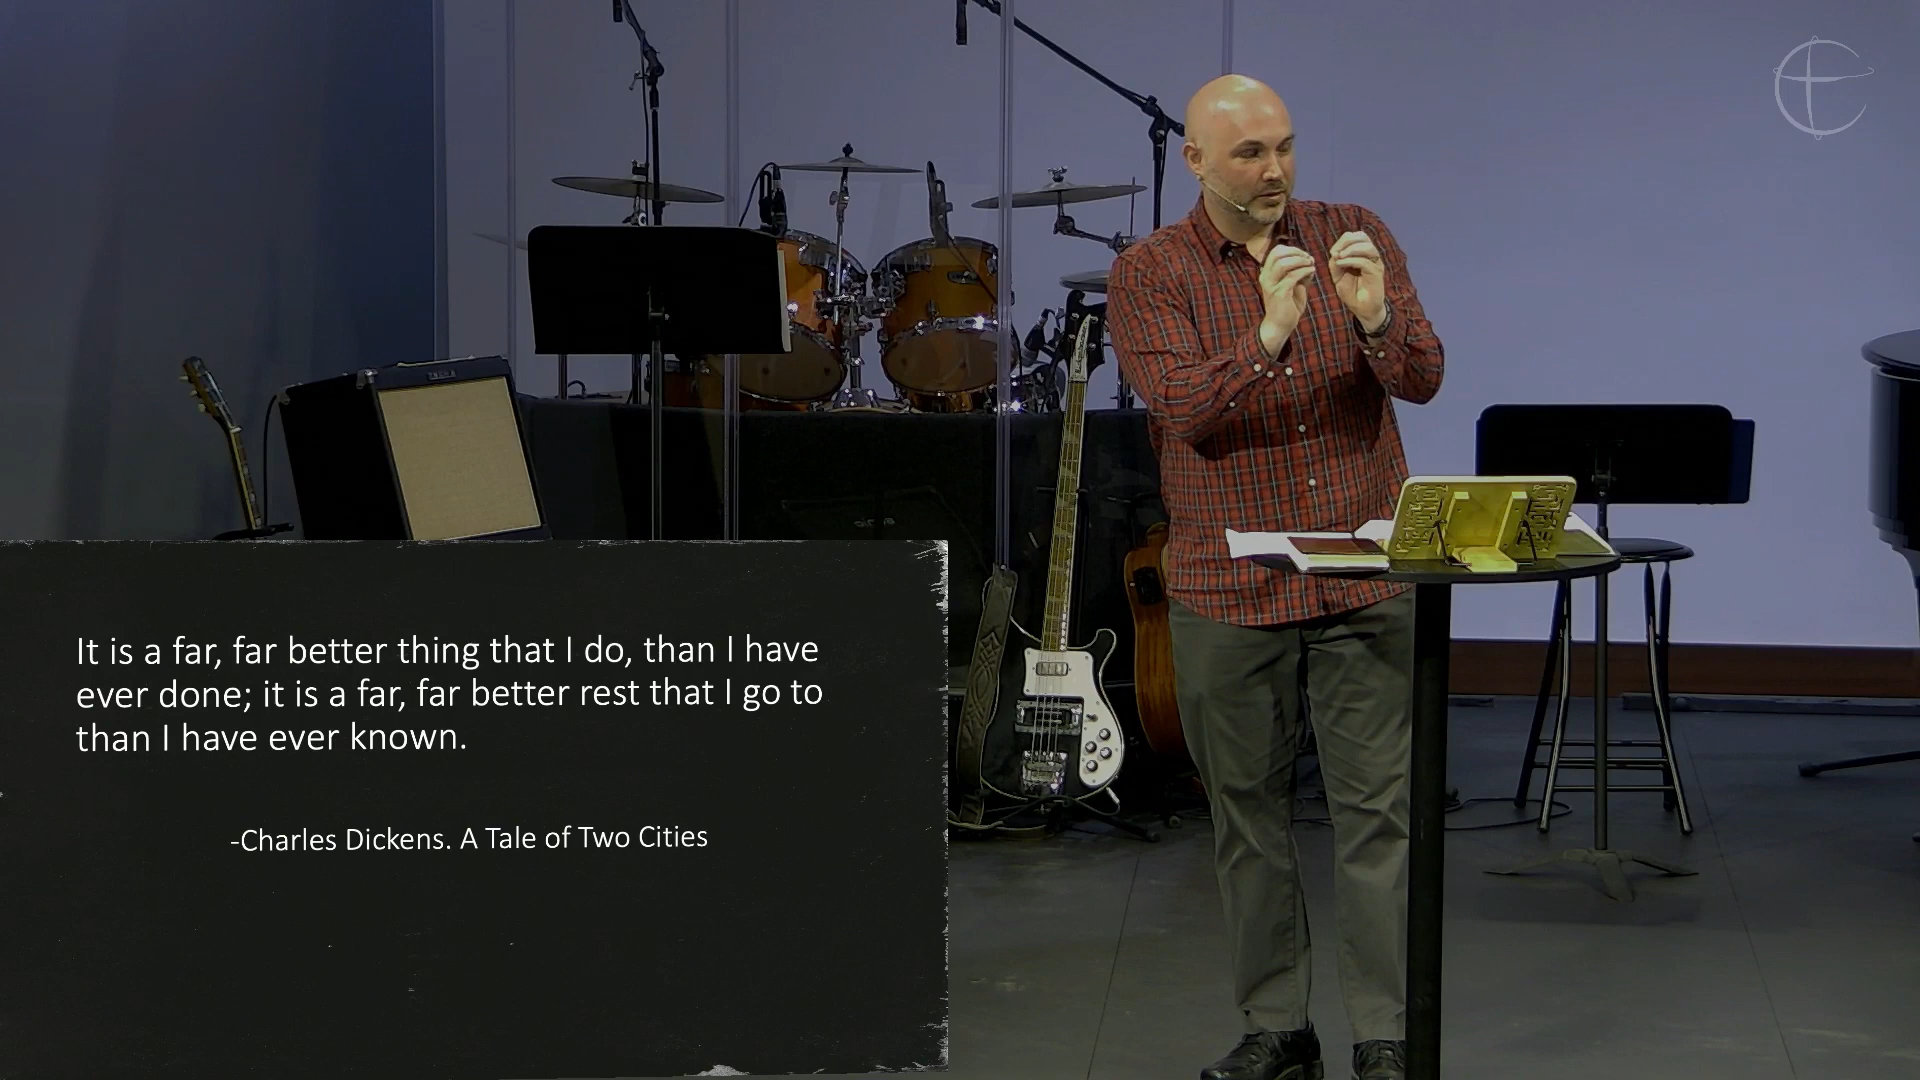 It is a far, far better thing that I do, than I have
ever done; it is a far, far better rest that I go to
than I have ever known.
-Charles Dickens. A Tale of Two Cities